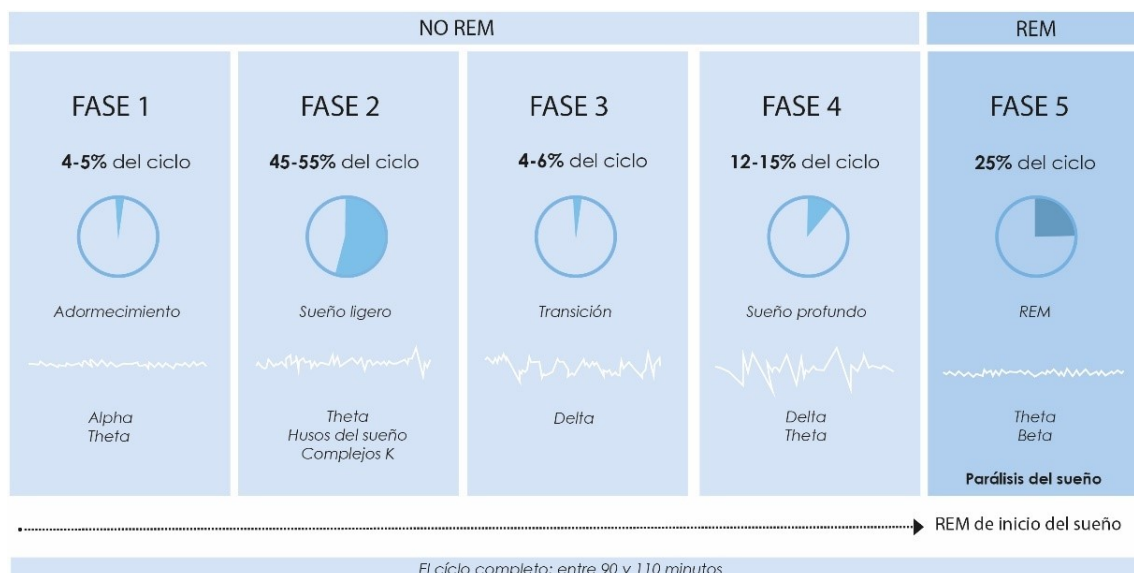 NO REM
REM
FASE 1
4-5% del ciclo
Adormecimiento
Alpha
Theta
FASE 2
45-55% del ciclo
Sueño ligero
Theta
Husos del sueño
Complejos K
FASE 3
4-6% del ciclo
Transición
Delta
FASE 4
12-15% del ciclo
Sueño profundo
Delta
Theta
FASE 5
25% del ciclo
REM
Theta
Beta
Parálisis del sueño
REM de inicio del sueño
El cíclo completo: entre 90 y 110 minutos